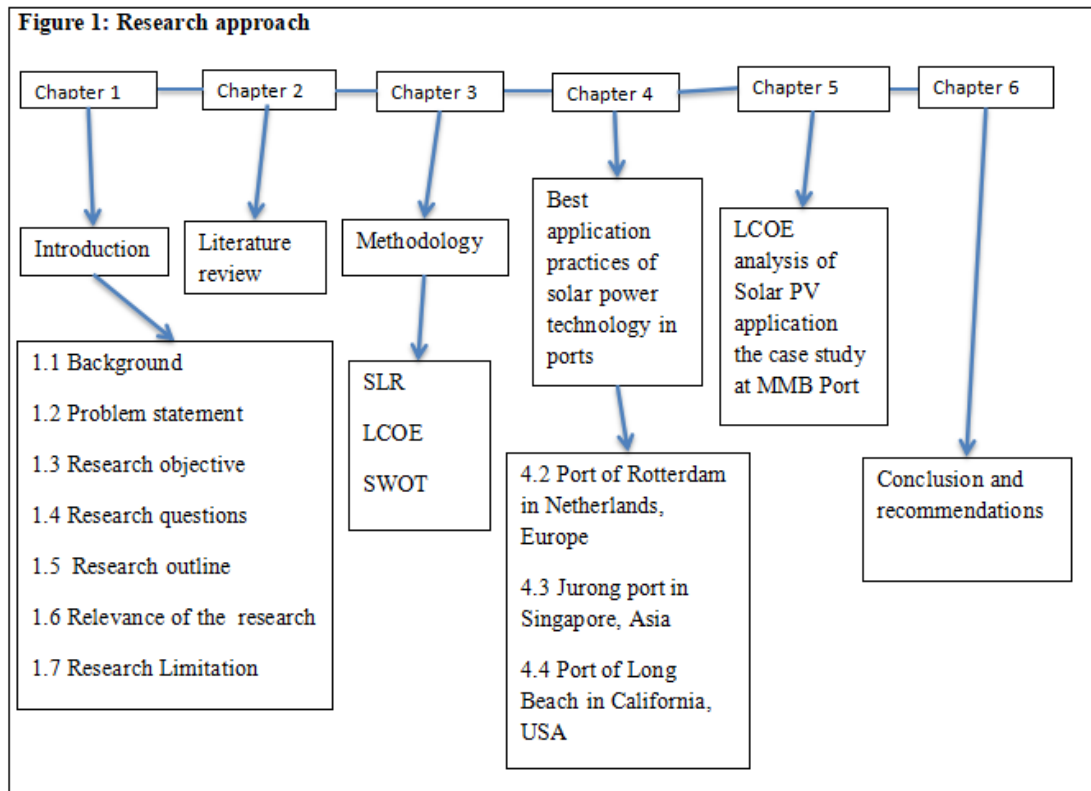 Figure 1: Research approach
Chapter 1
Chapter 2
Chapter 3
Chapter 4
Chapter 5
Chapter 6
Introduction
Literature
review
Methodology
Best
application
practices of
solar power
technology in
ports
LCOE
analysis of
Solar PV
application
the case study
at MMB Port
1.1 Background
1.2 Problem statement
1.3 Research objective
1.4 Research questions
1.5 Research outline
1.6 Relevance of the research
1.7 Research Limitation
SLR
LCOE
SWOT
4.2 Port of Rotterdam
in Netherlands,
Europe
4.3 Jurong port in
Singapore, Asia
4.4 Port of Long
Beach in California,
USA
Conclusion and
recommendations